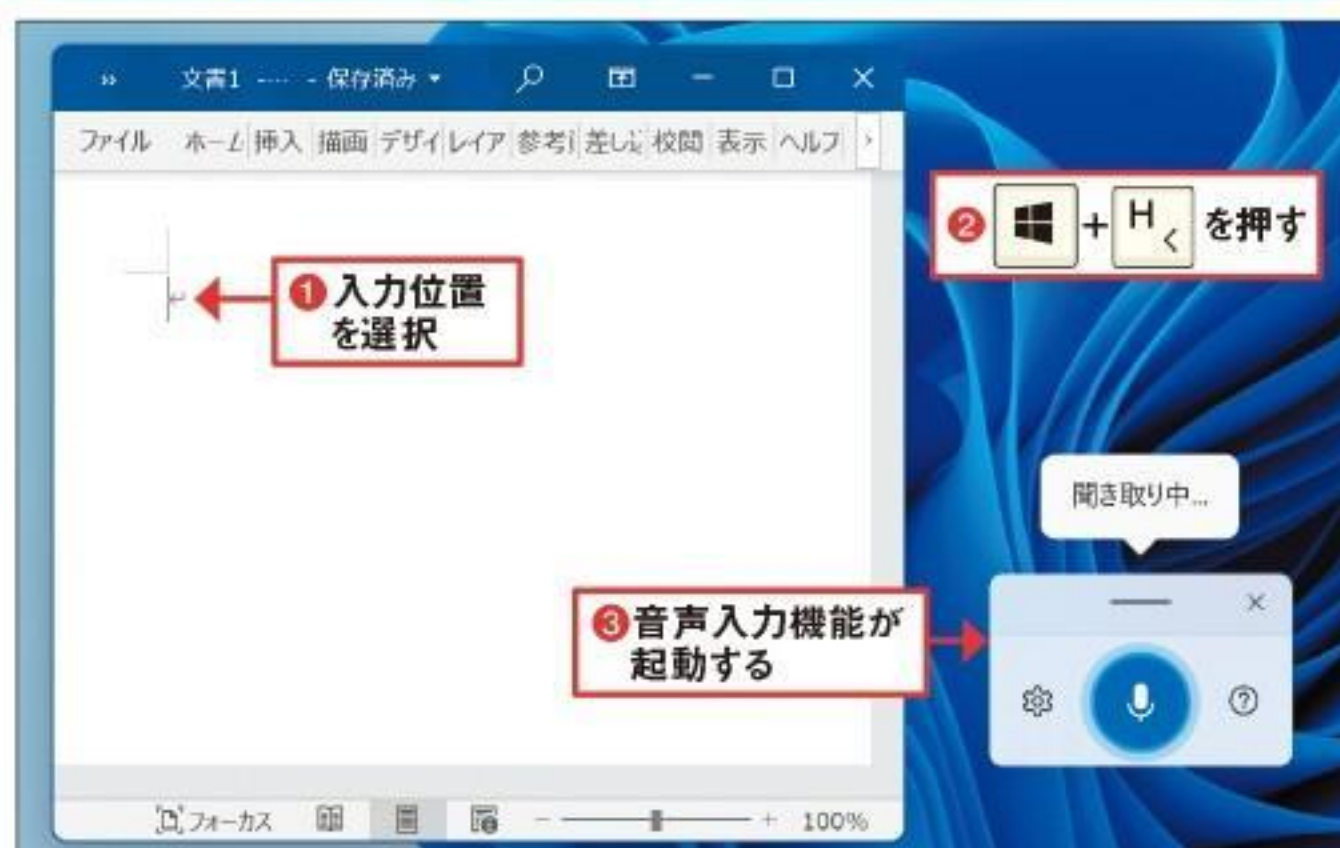 文書1 ---- - 保存済み
ファイル ホーム 挿入 描画 デザイ レイア 参考 差し込 校閲 表示 ヘルプ
❷ + H く を押す
❶入力位置
を選択
聞き取り中...
❸音声入力機能が
起動する
フォーカス - + 100%